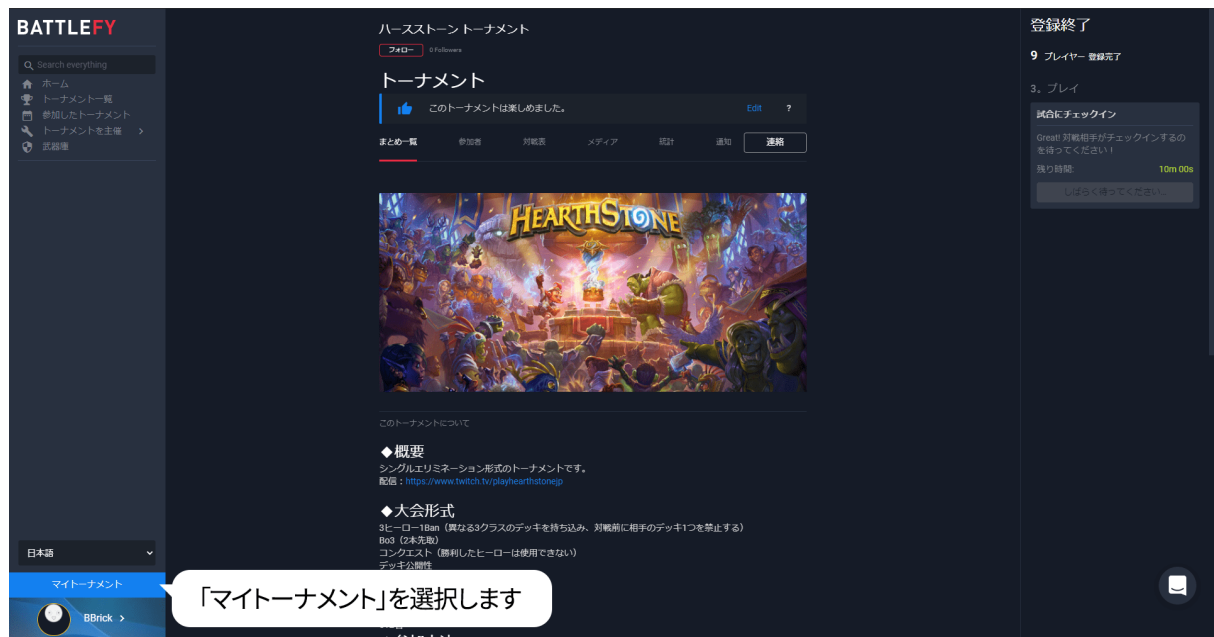 BATTLEFY
Search everything
ホーム
トーナメント一覧
参加したトーナメント
トーナメントを主催
武器庫
日本語
マイトーナメント
BBrick
「マイトーナメント」を選択します
ハースストーン トーナメント
フォロー 0 Followers
トーナメント
このトーナメントは楽しめました。 Edit ?
まとめ一覧 参加者 対戦表 メディア 統計 通知 連絡
HEARTHSTONE
このトーナメントについて
◆概要
シングルエリミネーション形式のトーナメントです。
配信：https://www.twitch.tv/playhearthstonejp
◆大会形式
3ヒーロー1Ban（異なる3クラスのデッキを持ち込み、対戦前に相手のデッキ1つを禁止する）
Bo3（2本先取）
コンクエスト（勝利したヒーローは使用できない）
デッキ公開性
登録終了
9 プレイヤー 登録完了
3。プレイ
試合にチェックイン
Great! 対戦相手がチェックインするの
を待ってください！
残り時間: 10m 00s
しばらく待ってください...